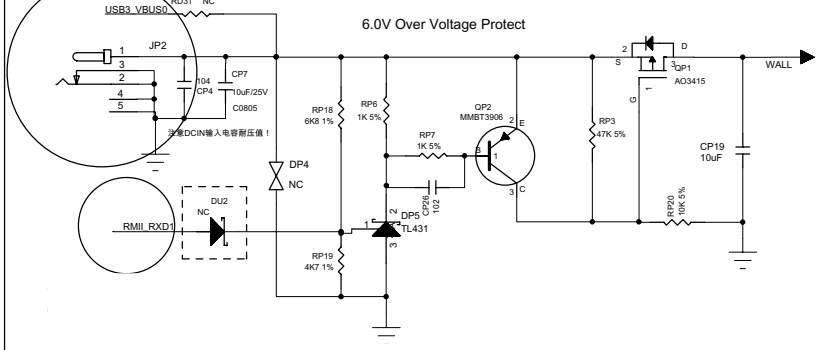 RD31 NC
USB3_VBUS0
6.0V Over Voltage Protect
JP2
1
3
2
4
5
104
CP4
CP7
10uF/25V
C0805
注意DCIN输入电容耐压值！
RP18
6K8 1%
RP6
1K 5%
RP7
1K 5%
QP2
MMBT3906
2 E
B 1
3 C
RP3
47K 5%
2 D
S 3
QP1
AO3415
G 1
WALL
CP19
10uF
RP20
10K 5%
DP4
NC
CP26
102
DU2
NC
RMII_RXD1
DP5
TL431
1 2 3
RP19
4K7 1%